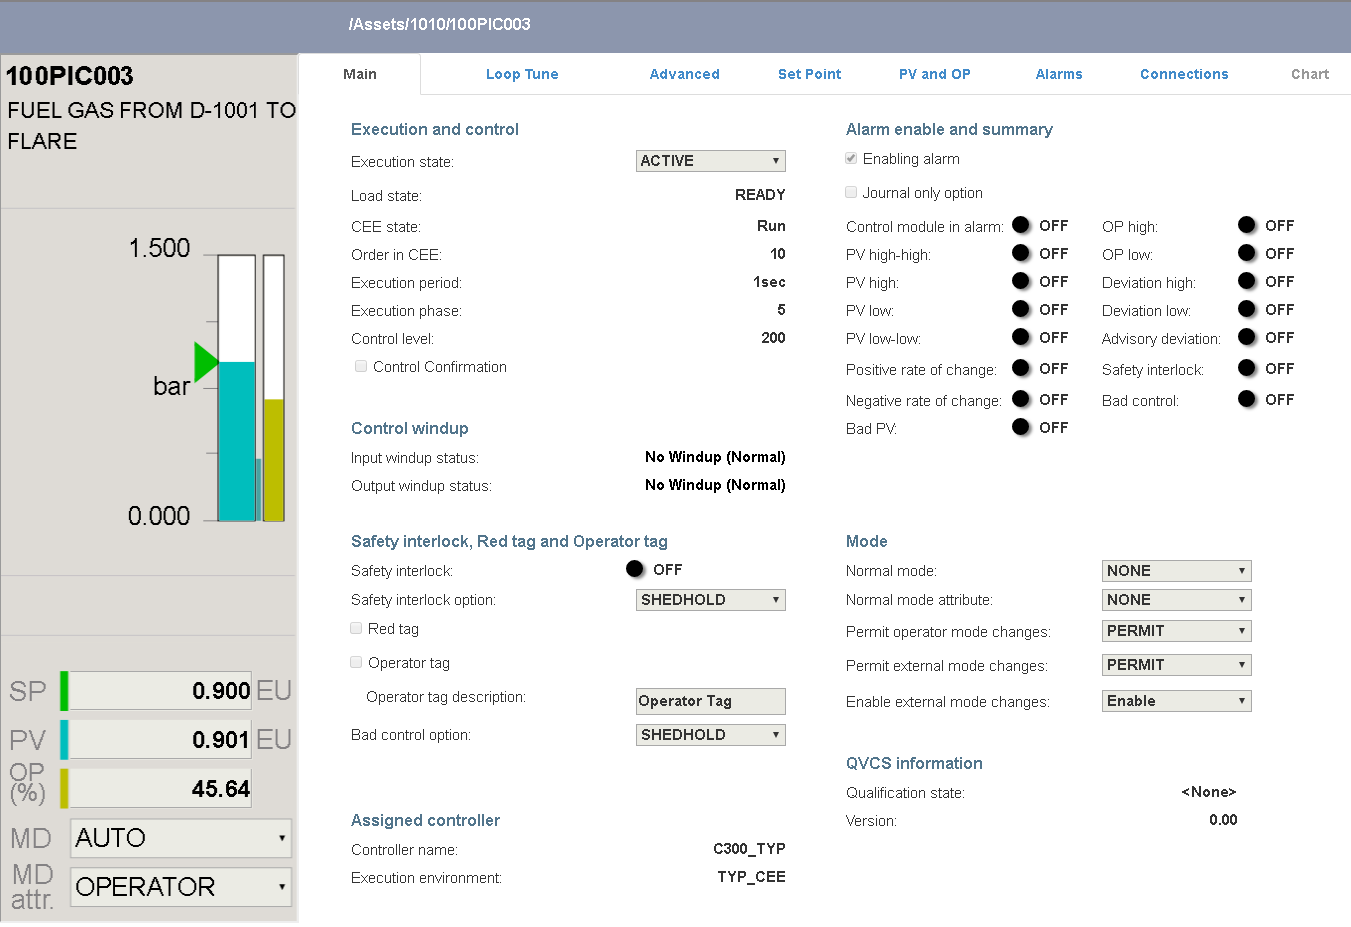 /Assets/1010/100PIC003
100PIC003
FUEL GAS FROM D-1001 TO
FLARE
1.500
bar
0.000
SP 0.900 EU
PV 0.901 EU
OP
(%) 45.64
MD AUTO
MD
attr. OPERATOR
Main Loop Tune Advanced Set Point PV and OP Alarms Connections Chart
Execution and control
Execution state: ACTIVE
Load state: READY
CEE state: Run
Order in CEE: 10
Execution period: 1sec
Execution phase: 5
Control level: 200
Control Confirmation
Control windup
Input windup status: No Windup (Normal)
Output windup status: No Windup (Normal)
Safety interlock, Red tag and Operator tag
Safety interlock: OFF
Safety interlock option: SHEDHOLD
Red tag
Operator tag
Operator tag description: Operator Tag
Bad control option: SHEDHOLD
Assigned controller
Controller name: C300_TYP
Execution environment: TYP_CEE
Alarm enable and summary
Enabling alarm
Journal only option
Control module in alarm: OFF OP high: OFF
PV high-high: OFF OP low: OFF
PV high: OFF Deviation high: OFF
PV low: OFF Deviation low: OFF
PV low-low: OFF Advisory deviation: OFF
Positive rate of change: OFF Safety interlock: OFF
Negative rate of change: OFF Bad control: OFF
Bad PV: OFF
Mode
Normal mode: NONE
Normal mode attribute: NONE
Permit operator mode changes: PERMIT
Permit external mode changes: PERMIT
Enable external mode changes: Enable
QVCS information
Qualification state: <None>
Version: 0.00